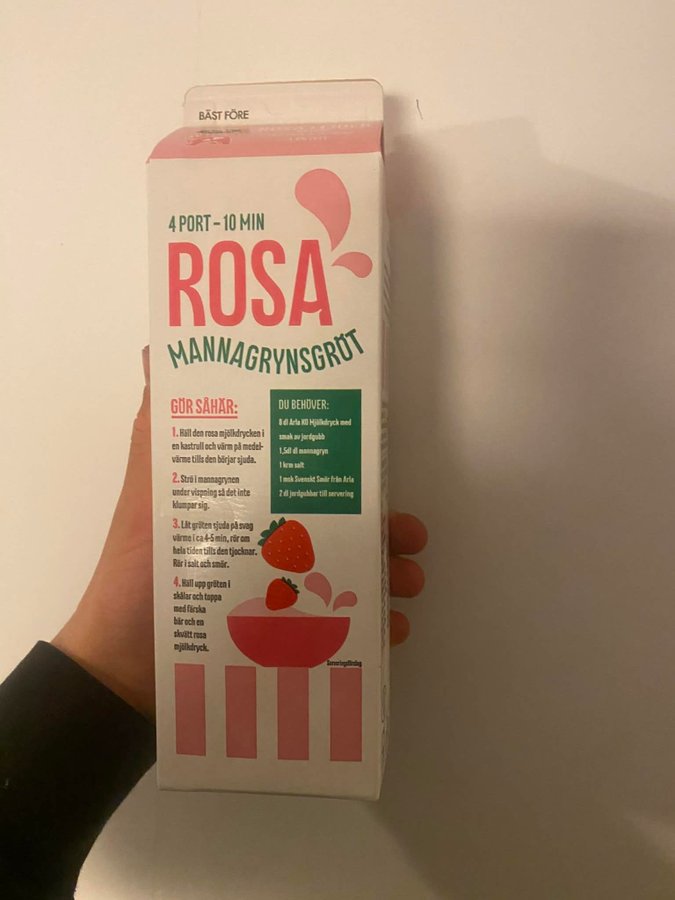 BÄST FÖRE
4 PORT – 10 MIN
ROSA
MANNAGRYNSGRÖT
GÖR SÅHÄR:
1. Häll den rosa mjölkdrycken i
en kastrull och värm på medel-
värme tills den börjar sjuda.
2. Strö i mannagrynen
under vispning så det inte
klumpar sig.
3. Låt gröten sjuda på svag
värme i ca 4-5 min, rör om
hela tiden tills den tjocknar.
Rör i salt och smör.
4. Häll upp gröten i
skålar och toppa
med färska
bär och en
skvätt rosa
mjölkdryck.
DU BEHÖVER:
8 dl Arla KO Mjölkdryck med
smak av jordgubb
1,5dl dl mannagryn
1 krm salt
1 msk Svenskt Smör från Arla
2 dl jordgubbar till servering
Serveringsförslag